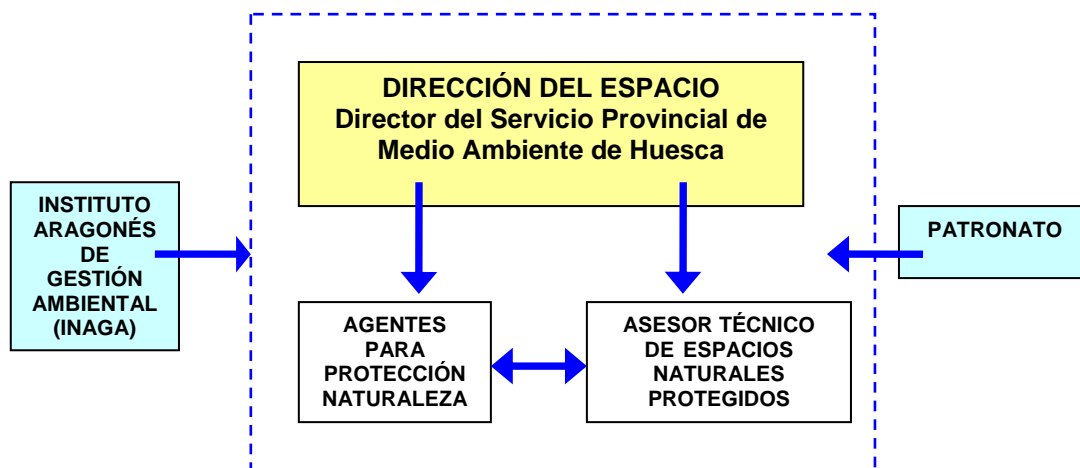 DIRECCIÓN DEL ESPACIO
Director del Servicio Provincial de
Medio Ambiente de Huesca
INSTITUTO
ARAGONÉS
DE
GESTIÓN
AMBIENTAL
(INAGA)
PATRONATO
AGENTES
PARA
PROTECCIÓN
NATURALEZA
ASESOR TÉCNICO
DE ESPACIOS
NATURALES
PROTEGIDOS